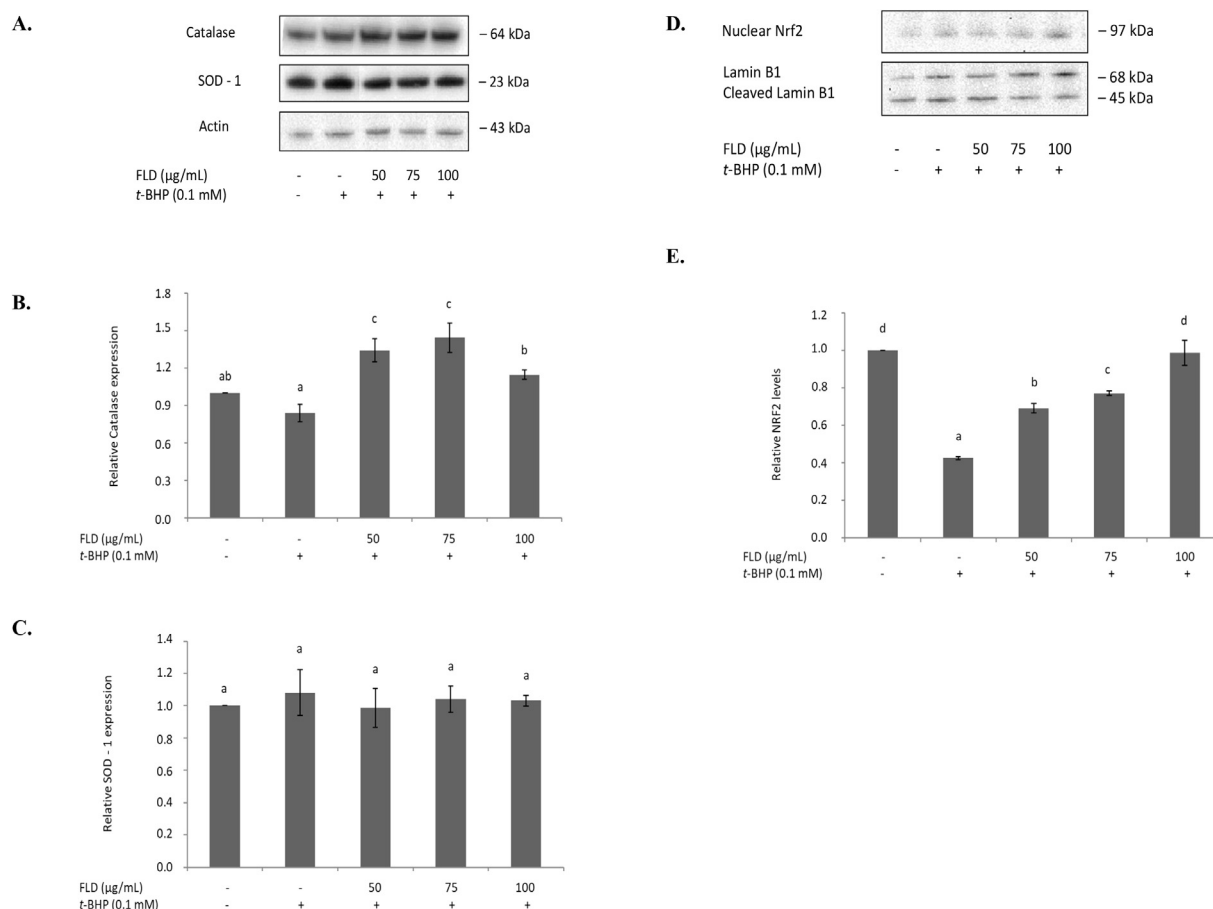 A.
Catalase
– 64 kDa
SOD - 1
– 23 kDa
Actin
– 43 kDa
FLD (µg/mL) - - 50 75 100
t-BHP (0.1 mM) - + + + +
B.
Relative Catalase expression
1.8
1.5
1.2
0.9
0.6
0.3
0.0
ab a c c b
FLD (µg/mL) - - 50 75 100
t-BHP (0.1 mM) - + + + +
C.
Relative SOD - 1 expression
1.4
1.2
1.0
0.8
0.6
0.4
0.2
0.0
a a a a a
FLD (µg/mL) - - 50 75 100
t-BHP (0.1 mM) - + + + +
D.
Nuclear Nrf2
– 97 kDa
Lamin B1
– 68 kDa
Cleaved Lamin B1
– 45 kDa
FLD (µg/mL) - - 50 75 100
t-BHP (0.1 mM) - + + + +
E.
Relative NRF2 levels
1.2
1.0
0.8
0.6
0.4
0.2
0.0
d a b c d
FLD (µg/mL) - - 50 75 100
t-BHP (0.1 mM) - + + + +